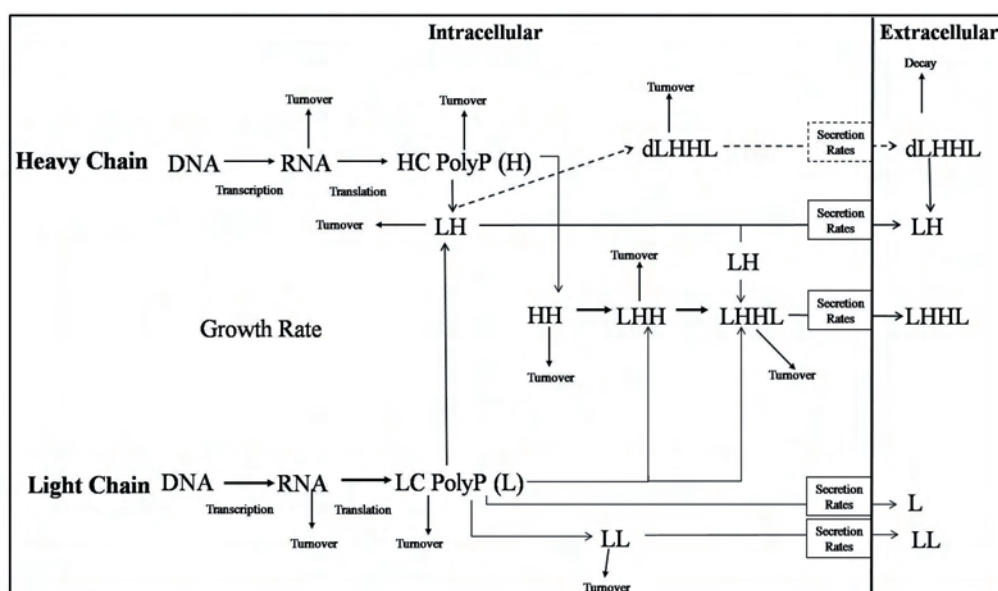 Intracellular Extracellular
Decay
Turnover Turnover Turnover
Heavy Chain DNA RNA HC PolyP (H) dLHHL Secretion Rates dLHHL
Transcription Translation
Turnover LH Secretion Rates LH
Turnover LH
Growth Rate HH LHH LHHL Secretion Rates LHHL
Turnover Turnover
Light Chain DNA RNA LC PolyP (L) Secretion Rates L
Transcription Translation
Turnover Turnover LL Secretion Rates LL
Turnover